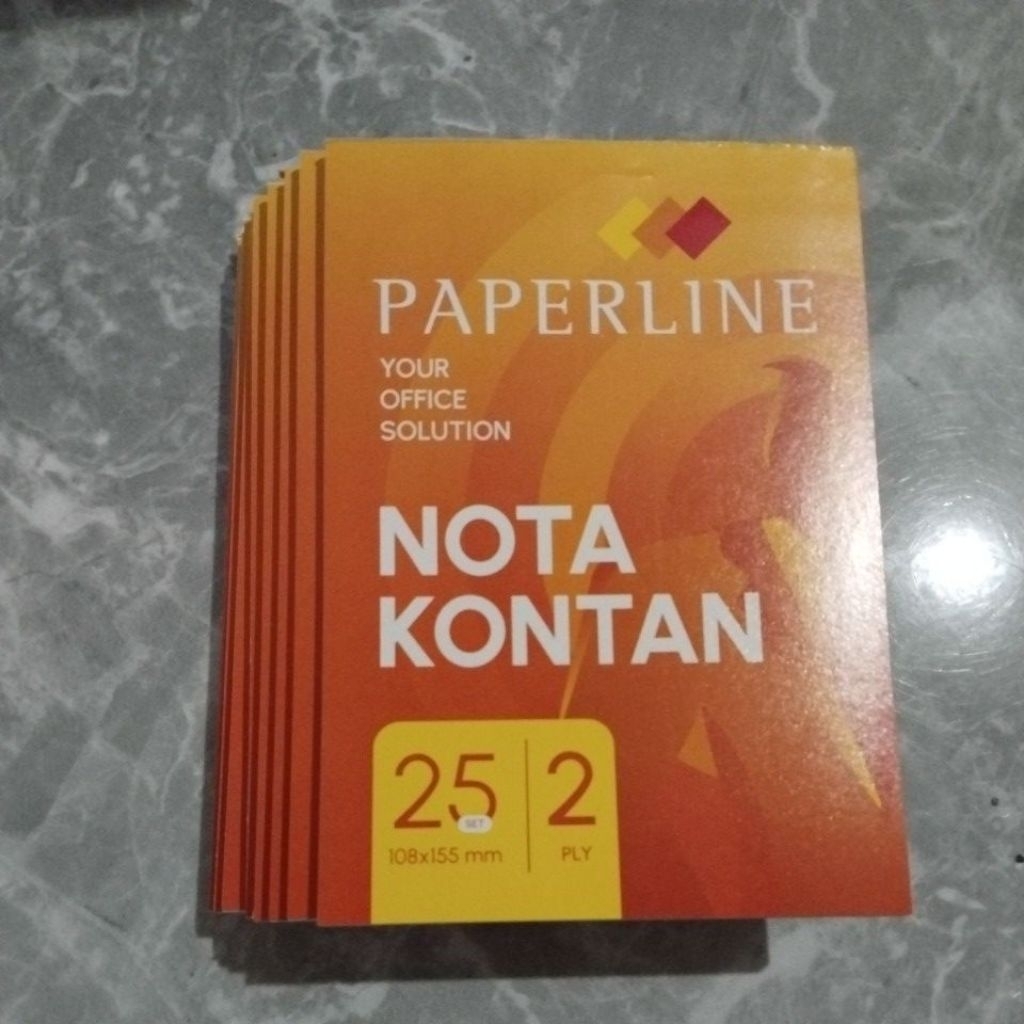 PAPERLINE
YOUR
OFFICE
SOLUTION
NOTA
KONTAN
25 SET
108x155 mm
2
PLY